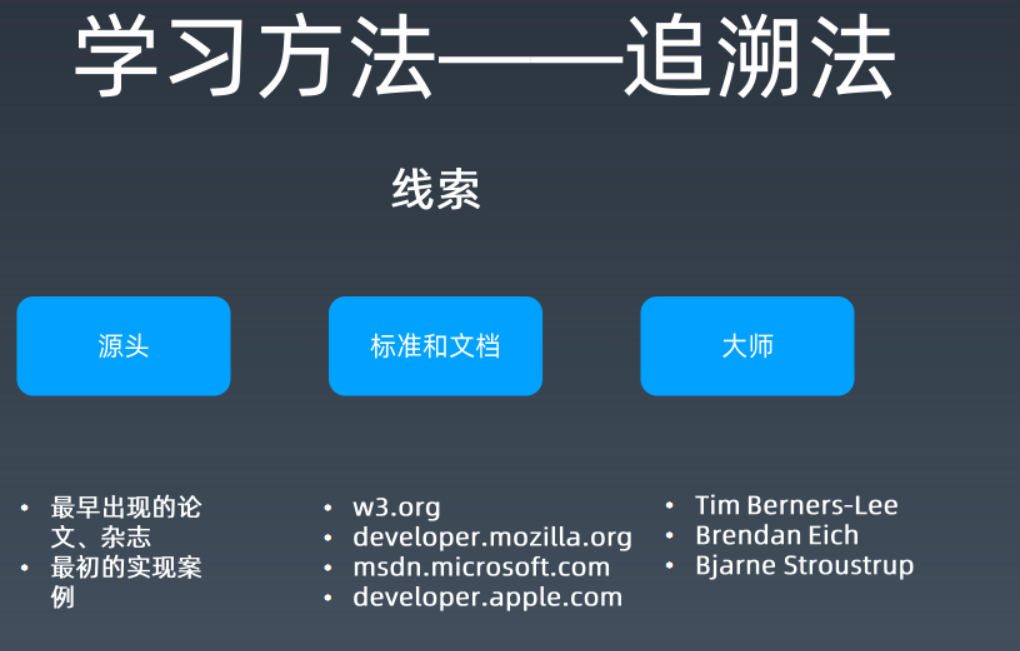 学习方法——追溯法
线索
源头
标准和文档
大师
• 最早出现的论
文、杂志
• 最初的实现案
例
• w3.org
• developer.mozilla.org
• msdn.microsoft.com
• developer.apple.com
• Tim Berners-Lee
• Brendan Eich
• Bjarne Stroustrup